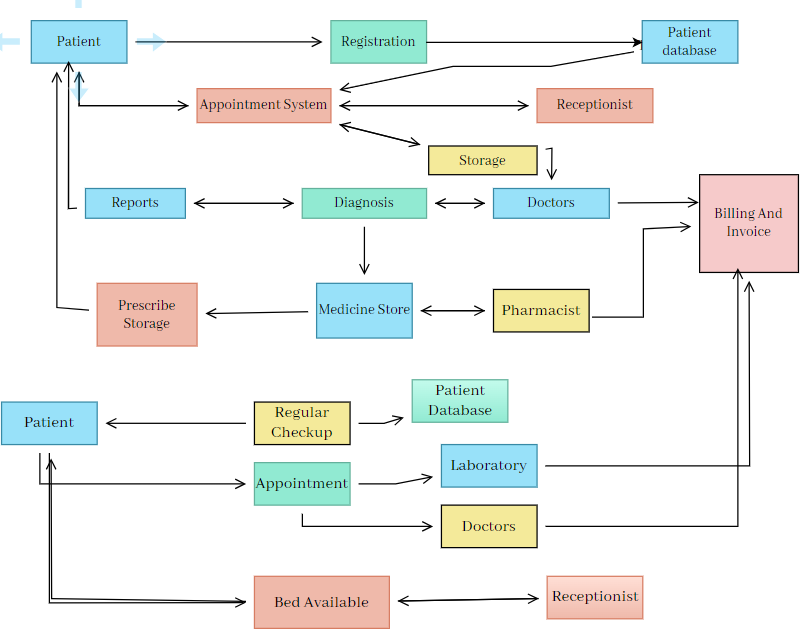 Patient
Registration
Patient
database
Appointment System
Receptionist
Storage
Reports
Diagnosis
Doctors
Billing And
Invoice
Prescribe
Storage
Medicine Store
Pharmacist
Patient
Regular
Checkup
Patient
Database
Appointment
Laboratory
Doctors
Bed Available
Receptionist